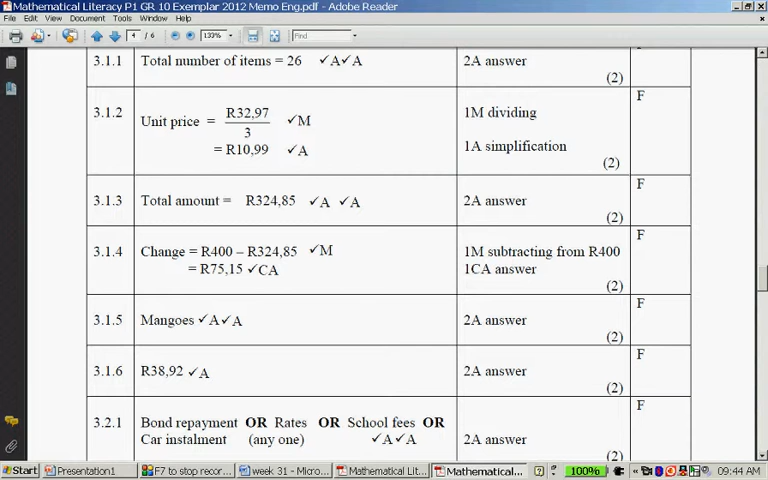 Mathematical Literacy P1 GR 10 Exemplar 2012 Memo Eng.pdf - Adobe Reader
File Edit View Document Tools Window Help
4 / 6 133% Find
3.1.1 Total number of items = 26 ✓A✓A 2A answer
(2)
F
3.1.2 Unit price = R32,97 / 3 ✓M 1M dividing
= R10,99 ✓A 1A simplification
(2)
F
3.1.3 Total amount = R324,85 ✓A ✓A 2A answer
(2)
F
3.1.4 Change = R400 – R324,85 ✓M 1M subtracting from R400
= R75,15 ✓CA 1CA answer
(2)
F
3.1.5 Mangoes ✓A✓A 2A answer
(2)
F
3.1.6 R38,92 ✓A 2A answer
(2)
F
3.2.1 Bond repayment OR Rates OR School fees OR
Car instalment (any one) ✓A✓A 2A answer
(2)
Start Presentation1 F7 to stop recor... week 31 - Micro... Mathematical Lit... Mathematical... 100% 09:44 AM